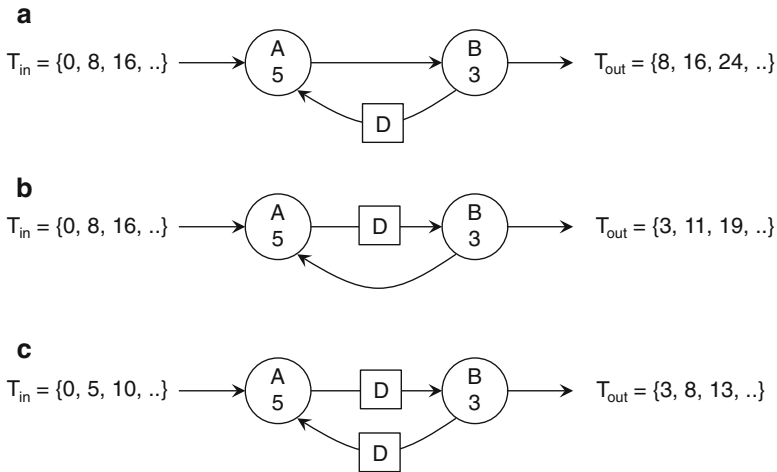 a
T_in = {0, 8, 16, ..} A 5 B 3 T_out = {8, 16, 24, ..}
D
b
T_in = {0, 8, 16, ..} A 5 D B 3 T_out = {3, 11, 19, ..}
c
T_in = {0, 5, 10, ..} A 5 D B 3 T_out = {3, 8, 13, ..}
D